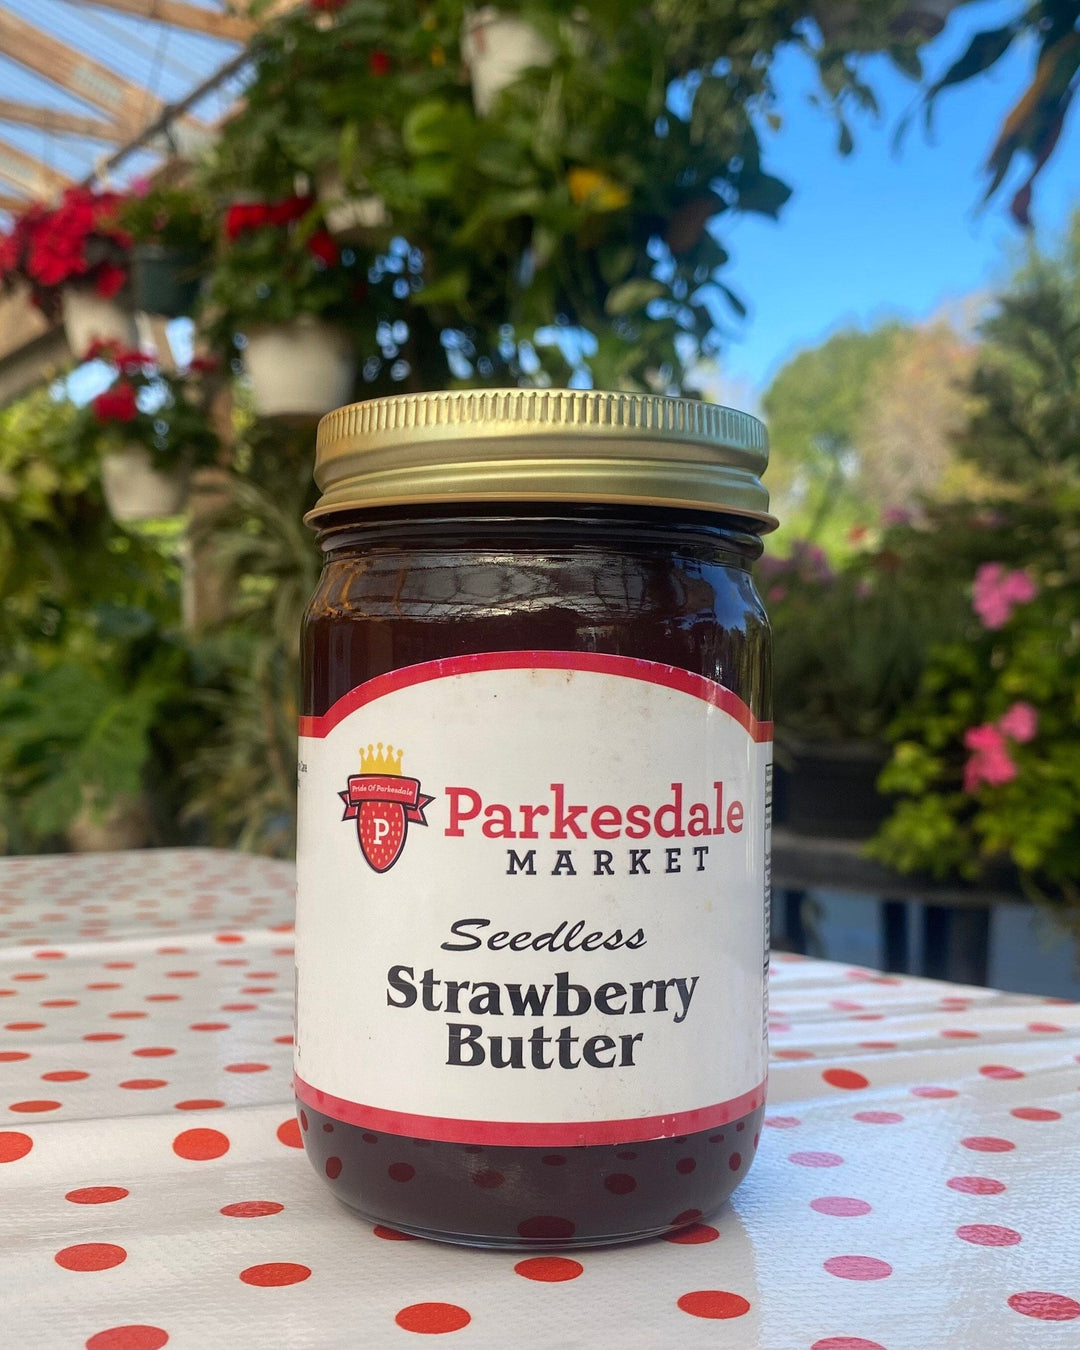 Pride Of Parkesdale
P
Parkesdale
MARKET
Seedless
Strawberry
Butter